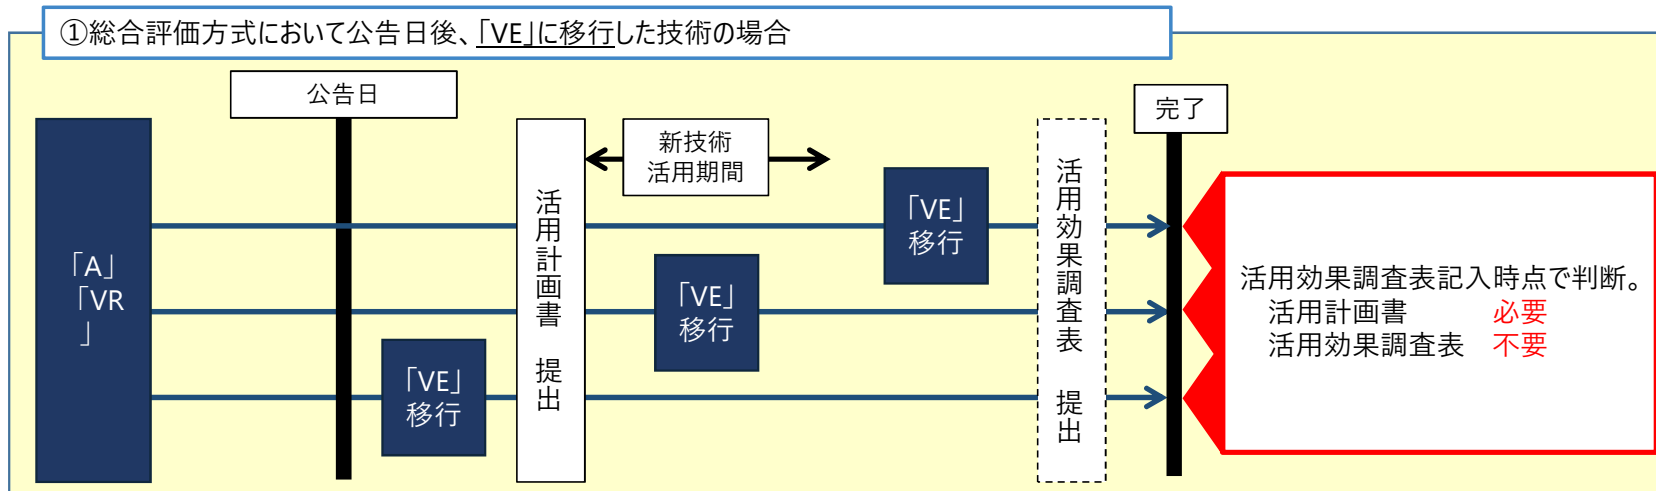 ①総合評価方式において公告日後、「VE」に移行した技術の場合
公告日
完了
新技術
活用期間
「A」
「VR
」
活用計画書　提出
「VE」
移行
「VE」
移行
「VE」
移行
活用効果調査表　提出
活用効果調査表記入時点で判断。
活用計画書　必要
活用効果調査表　不要